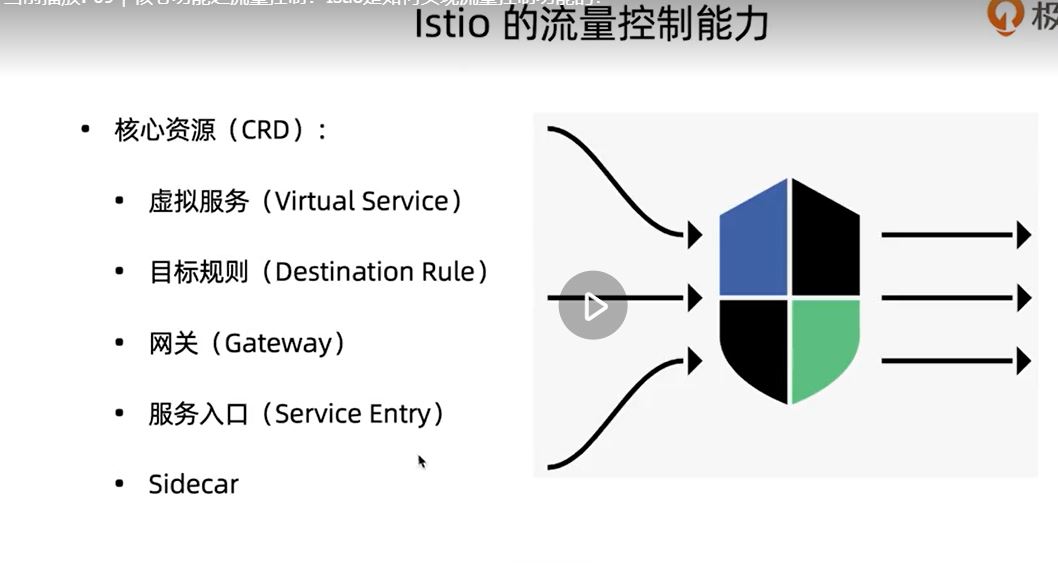 Istio 的流量控制能力
极
• 核心资源（CRD）：
• 虚拟服务（Virtual Service）
• 目标规则（Destination Rule）
• 网关（Gateway）
• 服务入口（Service Entry）
• Sidecar